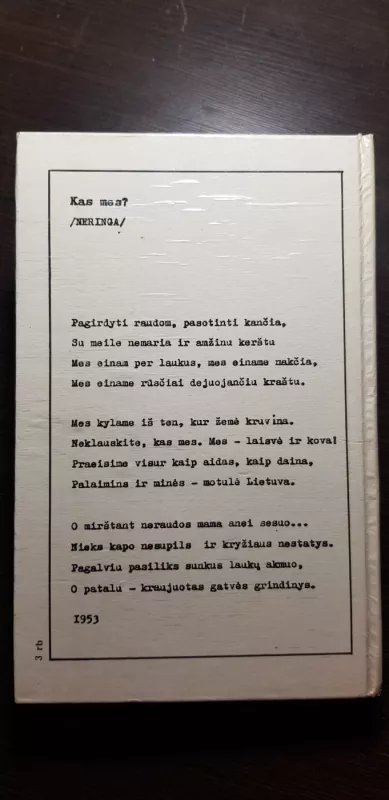 Kas mes?
/NERINGA/
Pagirdyti raudom, pasotinti kančia,
Su meile nemaria ir amžinu kerštu
Mes einam per laukus, mes einame nakčia,
Mes einame rūsčiai dejuojančiu kraštu.
Mes kylame iš ten, kur žemė kruvina.
Neklauskite, kas mes. Mes - laisvė ir kova!
Praeisime visur kaip aidas, kaip daina,
Palaimins ir minės - motulė Lietuva.
O mirštant neraudos mama anei sesuo...
Nieks kapo nesupils ir kryžiaus nestatys.
Pagalviu pasiliks sunkus laukų akmuo,
O patalu - kraujuotas gatvės grindinys.
1953
3 rb